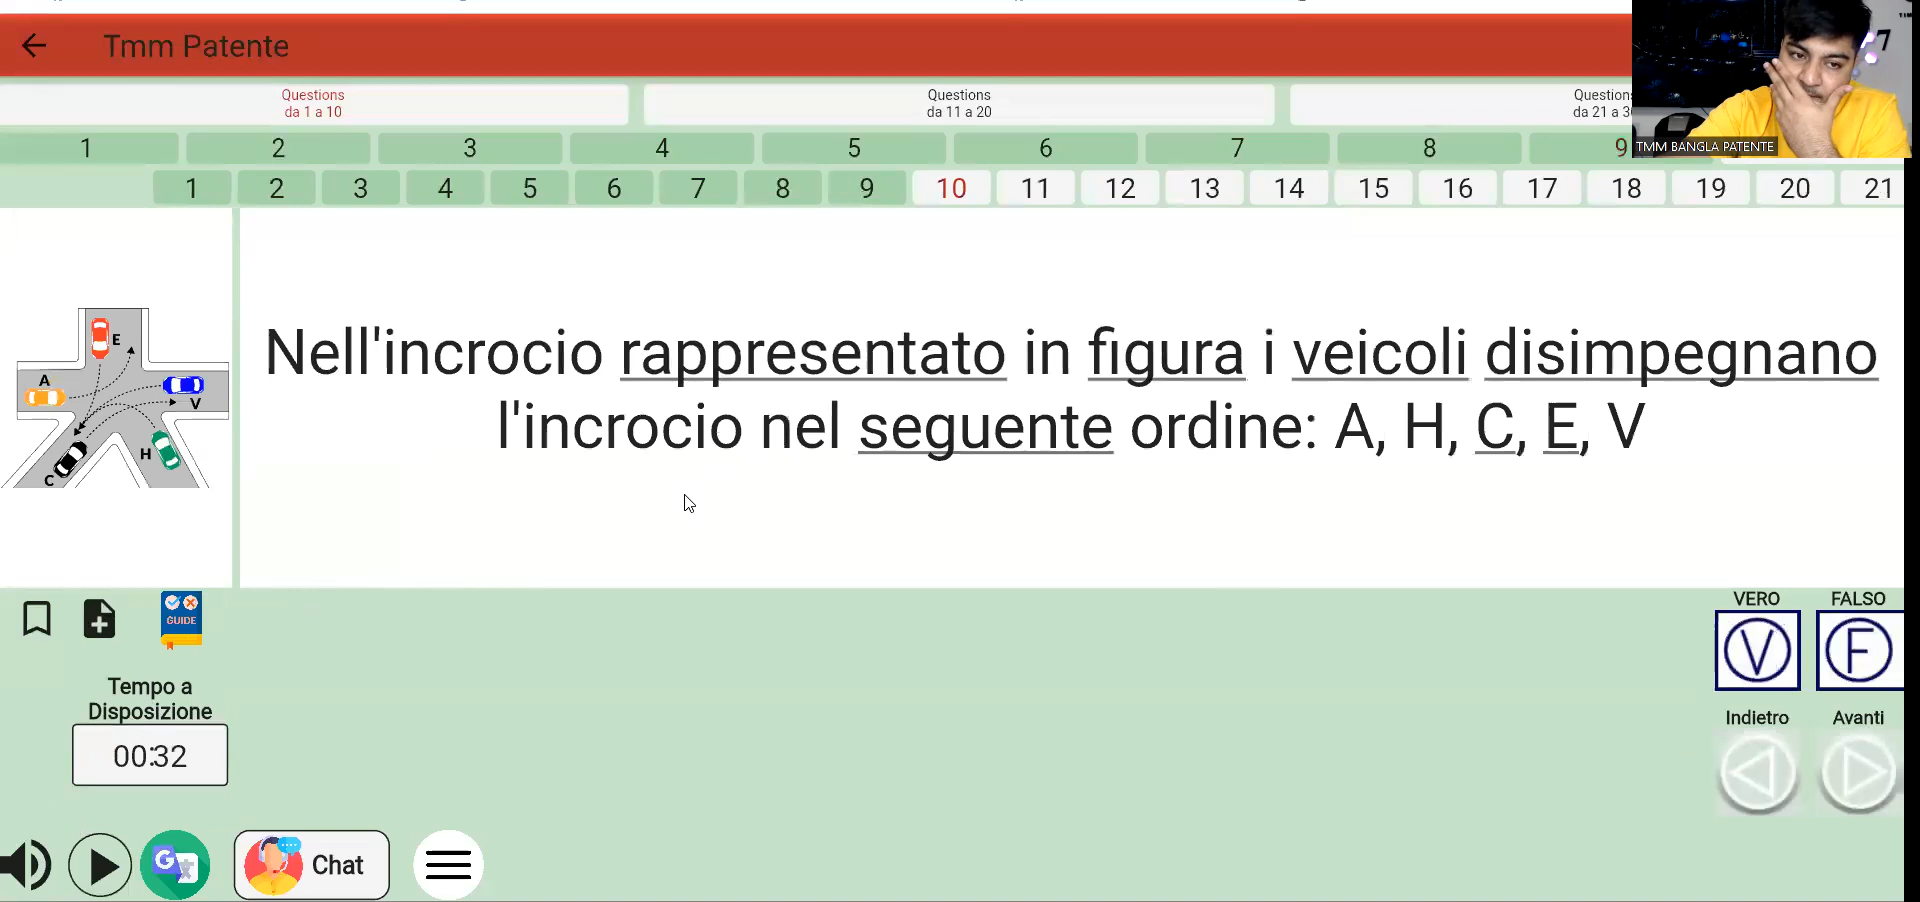 Tmm Patente
7
TMM BANGLA PATENTE
Questions
da 1 a 10
Questions
da 11 a 20
Questions
da 21 a 30
1 2 3 4 5 6 7 8 9
1 2 3 4 5 6 7 8 9 10 11 12 13 14 15 16 17 18 19 20 21
E
A
V
H
C
Nell'incrocio rappresentato in figura i veicoli disimpegnano
l'incrocio nel seguente ordine: A, H, C, E, V
GUIDE
VERO FALSO
V F
Tempo a
Disposizione
00:32
Indietro Avanti
G
Chat